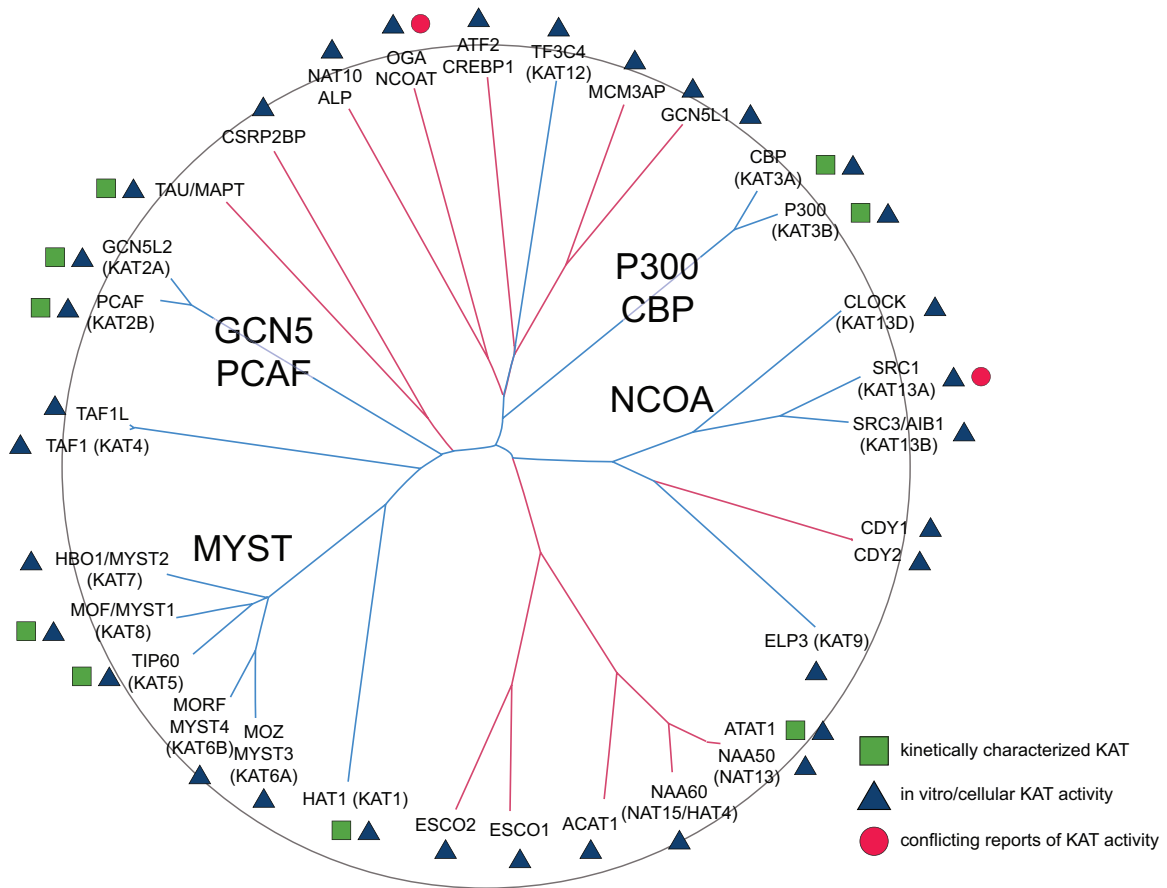 OGA
NCOAT
ATF2
CREBP1
TF3C4
(KAT12)
NAT10
ALP
MCM3AP
GCN5L1
CSRP2BP
CBP
(KAT3A)
TAU/MAPT
P300
(KAT3B)
GCN5L2
(KAT2A)
PCAF
(KAT2B)
P300
CBP
GCN5
PCAF
CLOCK
(KAT13D)
SRC1
(KAT13A)
NCOA
SRC3/AIB1
(KAT13B)
TAF1L
TAF1 (KAT4)
CDY1
CDY2
MYST
HBO1/MYST2
(KAT7)
MOF/MYST1
(KAT8)
TIP60
(KAT5)
ELP3 (KAT9)
MORF
MYST4
(KAT6B)
MOZ
MYST3
(KAT6A)
HAT1 (KAT1)
ESCO2
ESCO1
ACAT1
NAA60
(NAT15/HAT4)
ATAT1
NAA50
(NAT13)
kinetically characterized KAT
in vitro/cellular KAT activity
conflicting reports of KAT activity